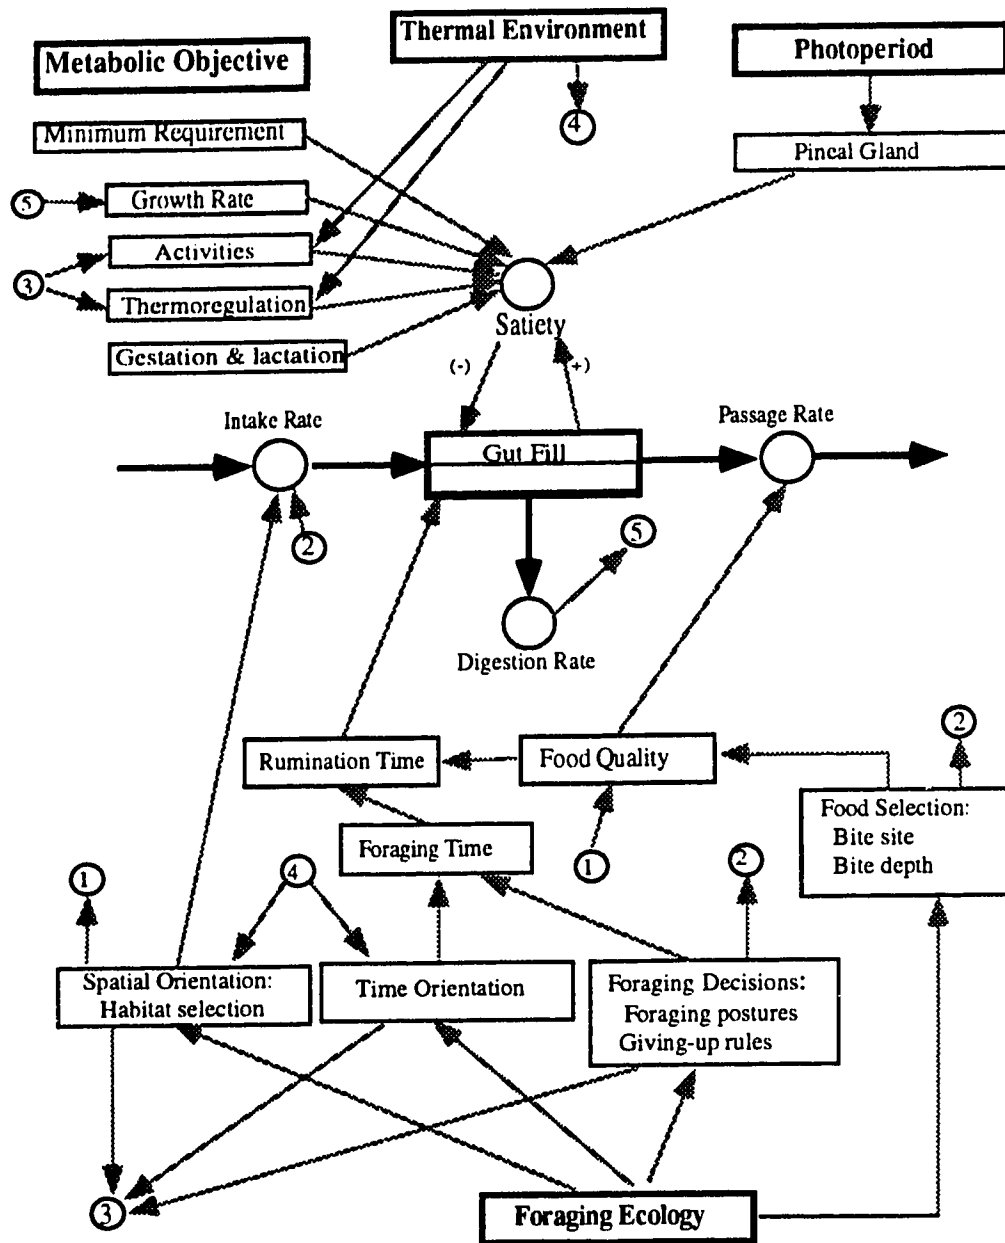 Thermal Environment
Metabolic Objective
Photoperiod
4
Minimum Requirement
Pineal Gland
5
Growth Rate
Activities
3
Thermoregulation
Satiety
Gestation & lactation
(-)
+)
Intake Rate
Passage Rate
Gut Fill
2
5
Digestion Rate
2
Rumination Time
Food Quality
Food Selection:
Bite site
Bite depth
Foraging Time
1
4
1
2
Spatial Orientation:
Habitat selection
Time Orientation
Foraging Decisions:
Foraging postures
Giving-up rules
3
Foraging Ecology